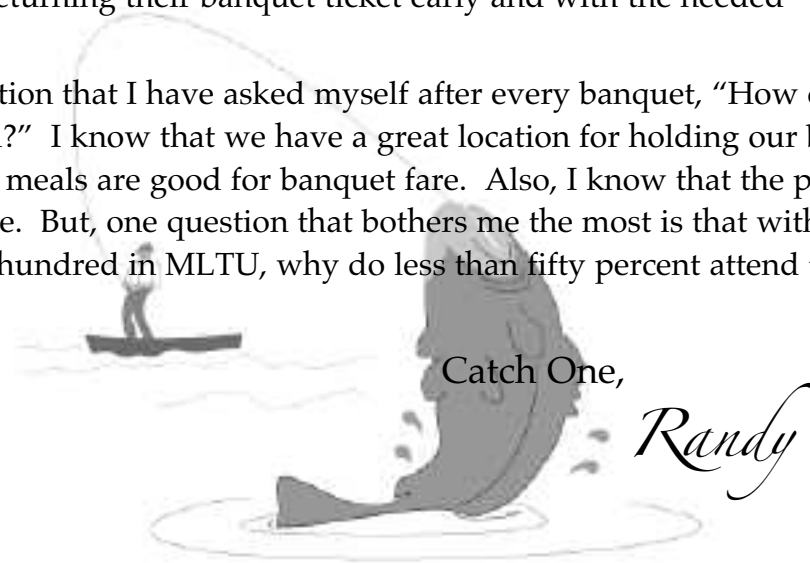 eturning their banquet ticket early and with the needed
tion that I have asked myself after every banquet, “How
?”  I know that we have a great location for holding our
meals are good for banquet fare.  Also, I know that the p
e.  But, one question that bothers me the most is that with
hundred in MLTU, why do less than fifty percent attend
Catch One,
Randy